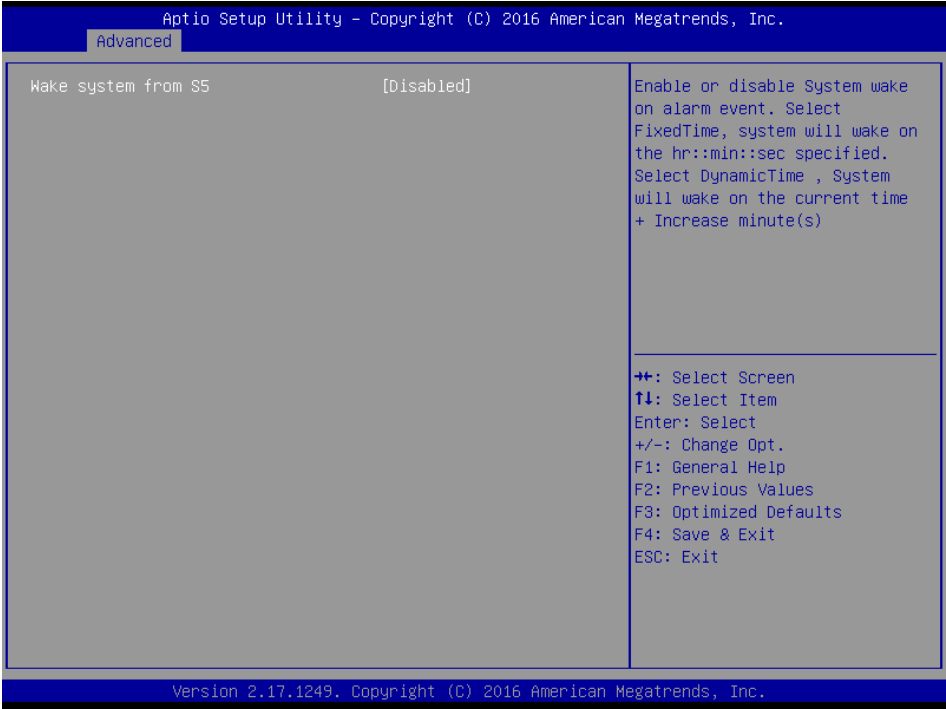 Aptio Setup Utility – Copyright (C) 2016 American Megatrends, Inc.
Advanced
Wake system from S5 [Disabled]
Enable or disable System wake
on alarm event. Select
FixedTime, system will wake on
the hr::min::sec specified.
Select DynamicTime , System
will wake on the current time
+ Increase minute(s)
→←: Select Screen
↑↓: Select Item
Enter: Select
+/-: Change Opt.
F1: General Help
F2: Previous Values
F3: Optimized Defaults
F4: Save & Exit
ESC: Exit
Version 2.17.1249. Copyright (C) 2016 American Megatrends, Inc.